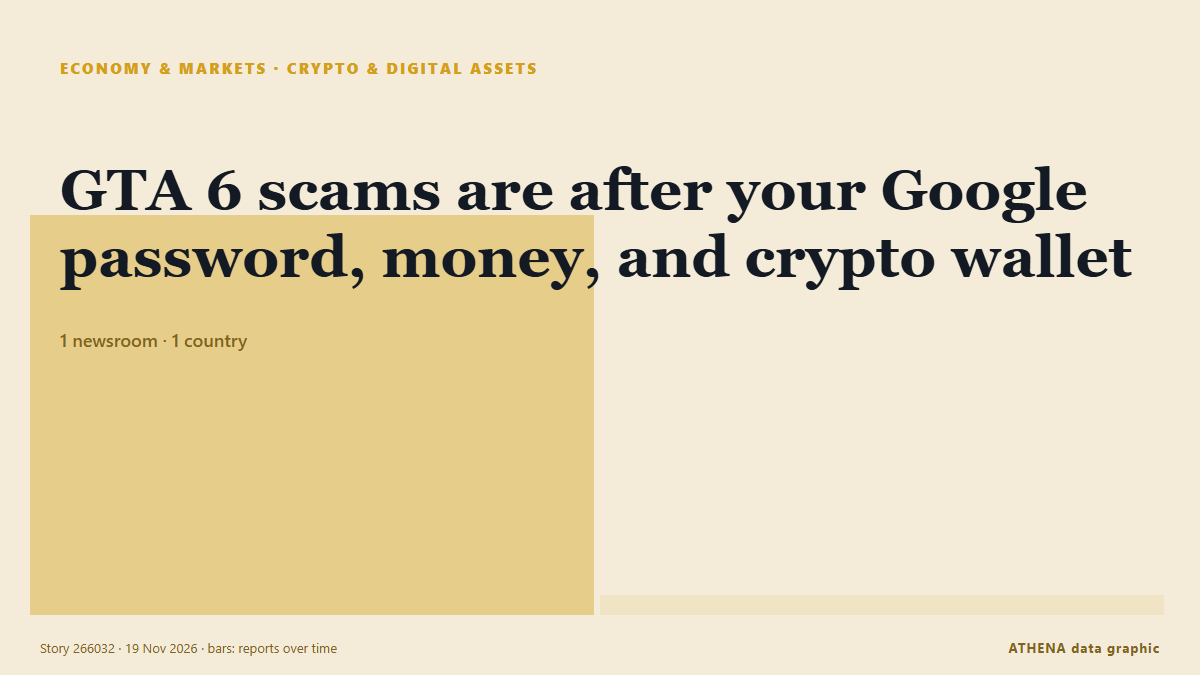 ECONOMY & MARKETS · CRYPTO & DIGITAL ASSETS
GTA 6 scams are after your Google
password, money, and crypto wallet
1 newsroom · 1 country
Story 266032 · 19 Nov 2026 · bars: reports over time
ATHENA data graphic